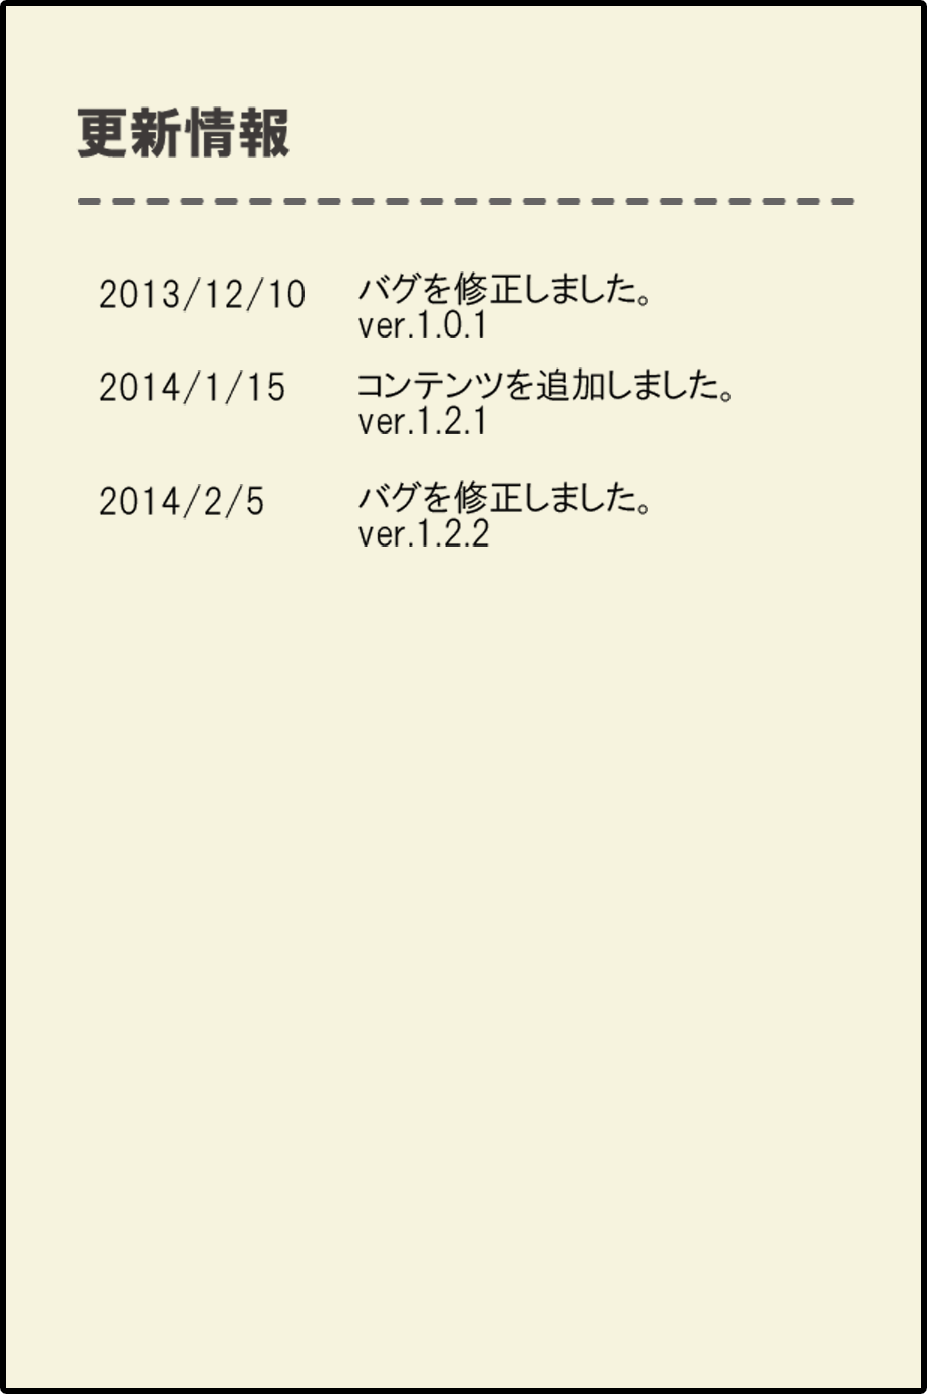 更新情報
2013/12/10 バグを修正しました。
ver.1.0.1
2014/1/15 コンテンツを追加しました。
ver.1.2.1
2014/2/5 バグを修正しました。
ver.1.2.2